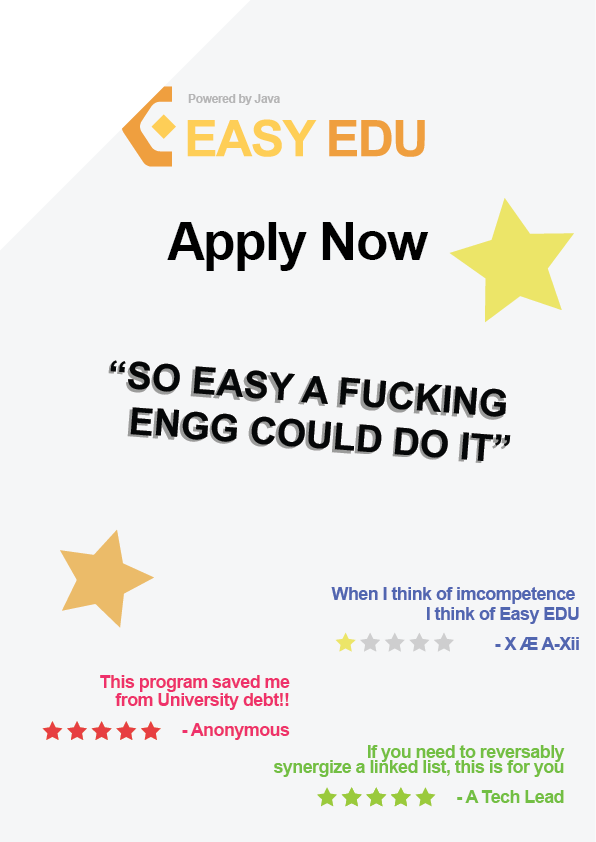 Powered by Java
EASY EDU
Apply Now
“SO EASY A FUCKING
ENGG COULD DO IT”
When I think of imcompetence
I think of Easy EDU
- X Æ A-Xii
This program saved me
from University debt!!
- Anonymous
If you need to reversably
synergize a linked list, this is for you
- A Tech Lead